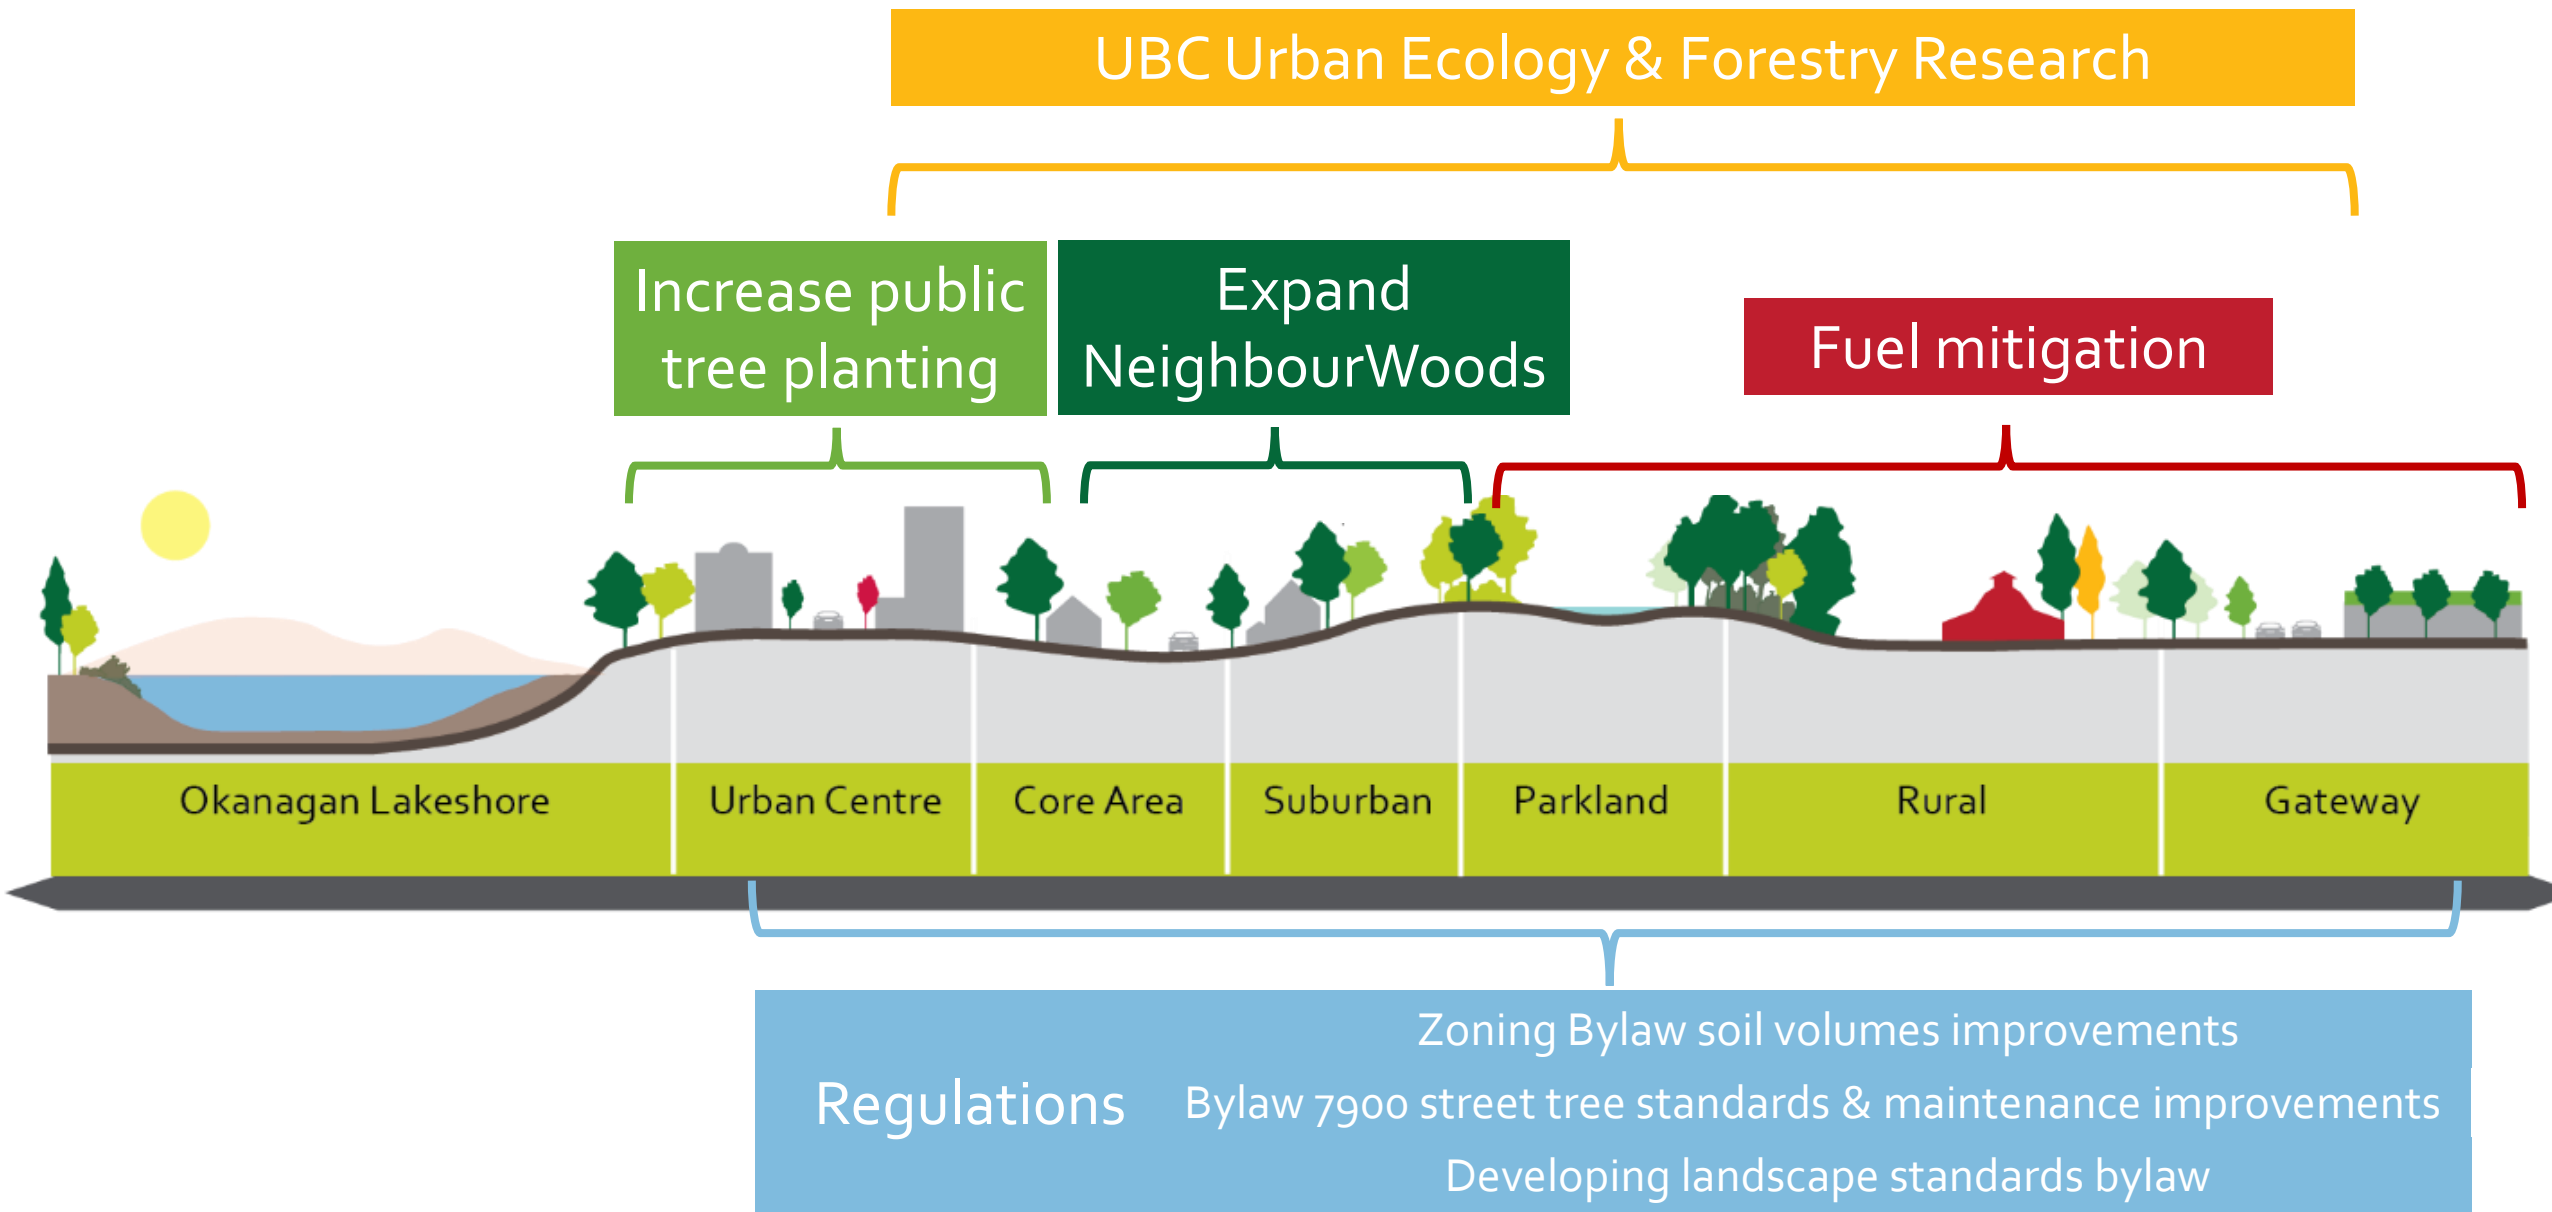 UBC Urban Ecology & Forestry Research
Increase public
tree planting
Expand
NeighbourWoods
Fuel mitigation
Okanagan Lakeshore
Urban Centre
Core Area
Suburban
Parkland
Rural
Gateway
Regulations
Zoning Bylaw soil volumes improvements
Bylaw 7900 street tree standards & maintenance improvements
Developing landscape standards bylaw